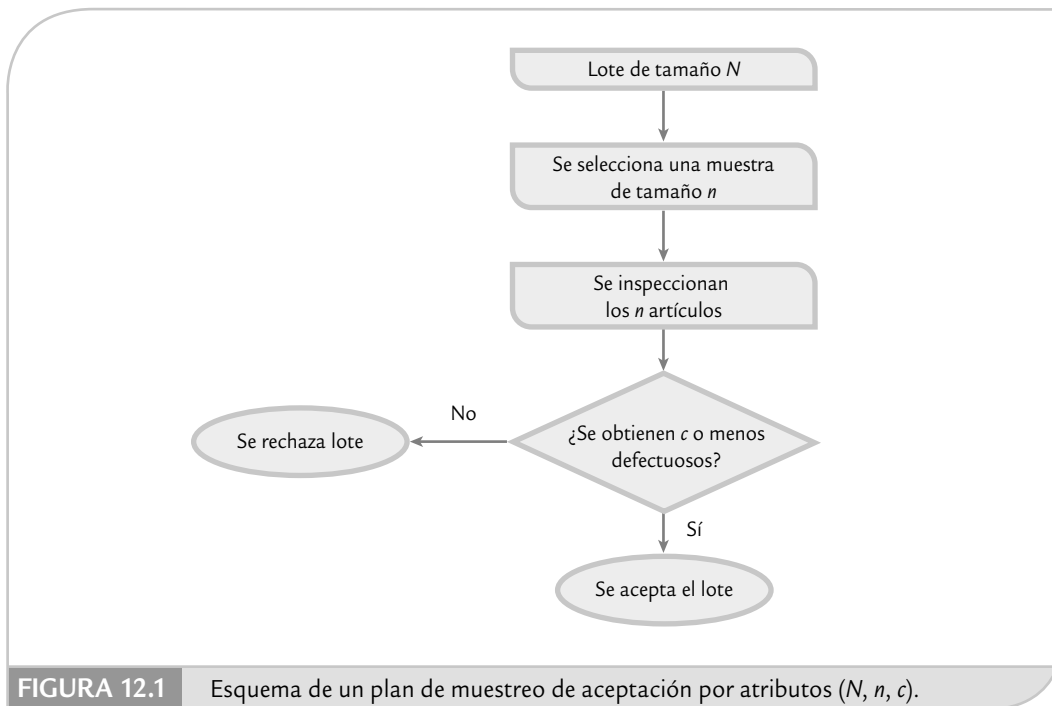 Lote de tamaño N
Se selecciona una muestra
de tamaño n
Se inspeccionan
los n artículos
¿Se obtienen c o menos
defectuosos?
No
Se rechaza lote
Sí
Se acepta el lote
FIGURA 12.1 Esquema de un plan de muestreo de aceptación por atributos (N, n, c).